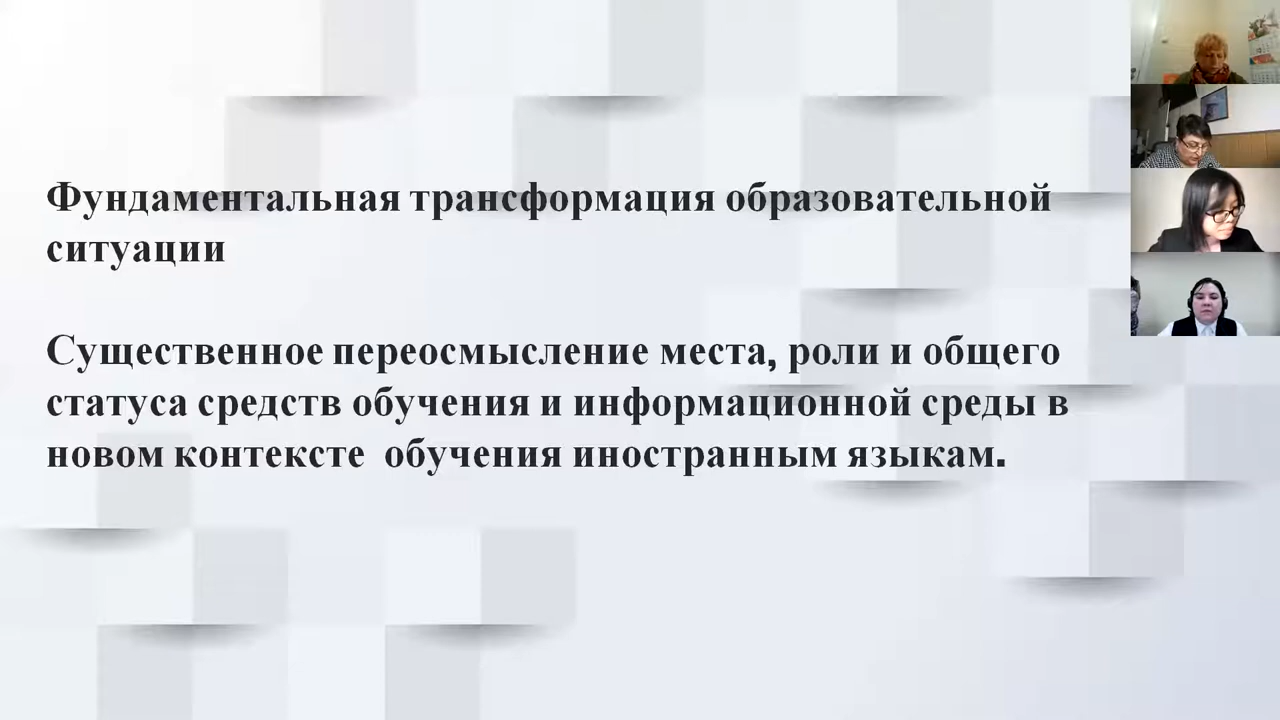 Фундаментальная трансформация образовательной
ситуации
Существенное переосмысление места, роли и общего
статуса средств обучения и информационной среды в
новом контексте  обучения иностранным языкам.